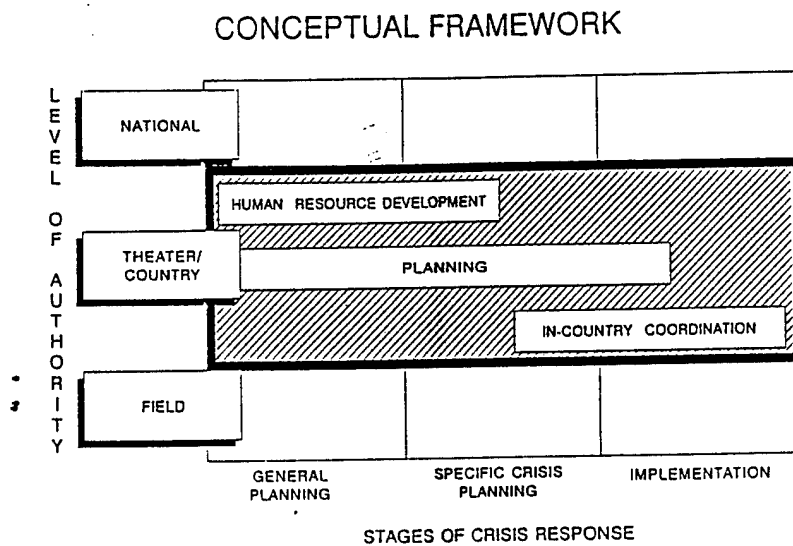 CONCEPTUAL FRAMEWORK
LEVEL OF AUTHORITY
NATIONAL
HUMAN RESOURCE DEVELOPMENT
THEATER/
COUNTRY
PLANNING
IN-COUNTRY COORDINATION
FIELD
GENERAL
PLANNING
SPECIFIC CRISIS
PLANNING
IMPLEMENTATION
STAGES OF CRISIS RESPONSE